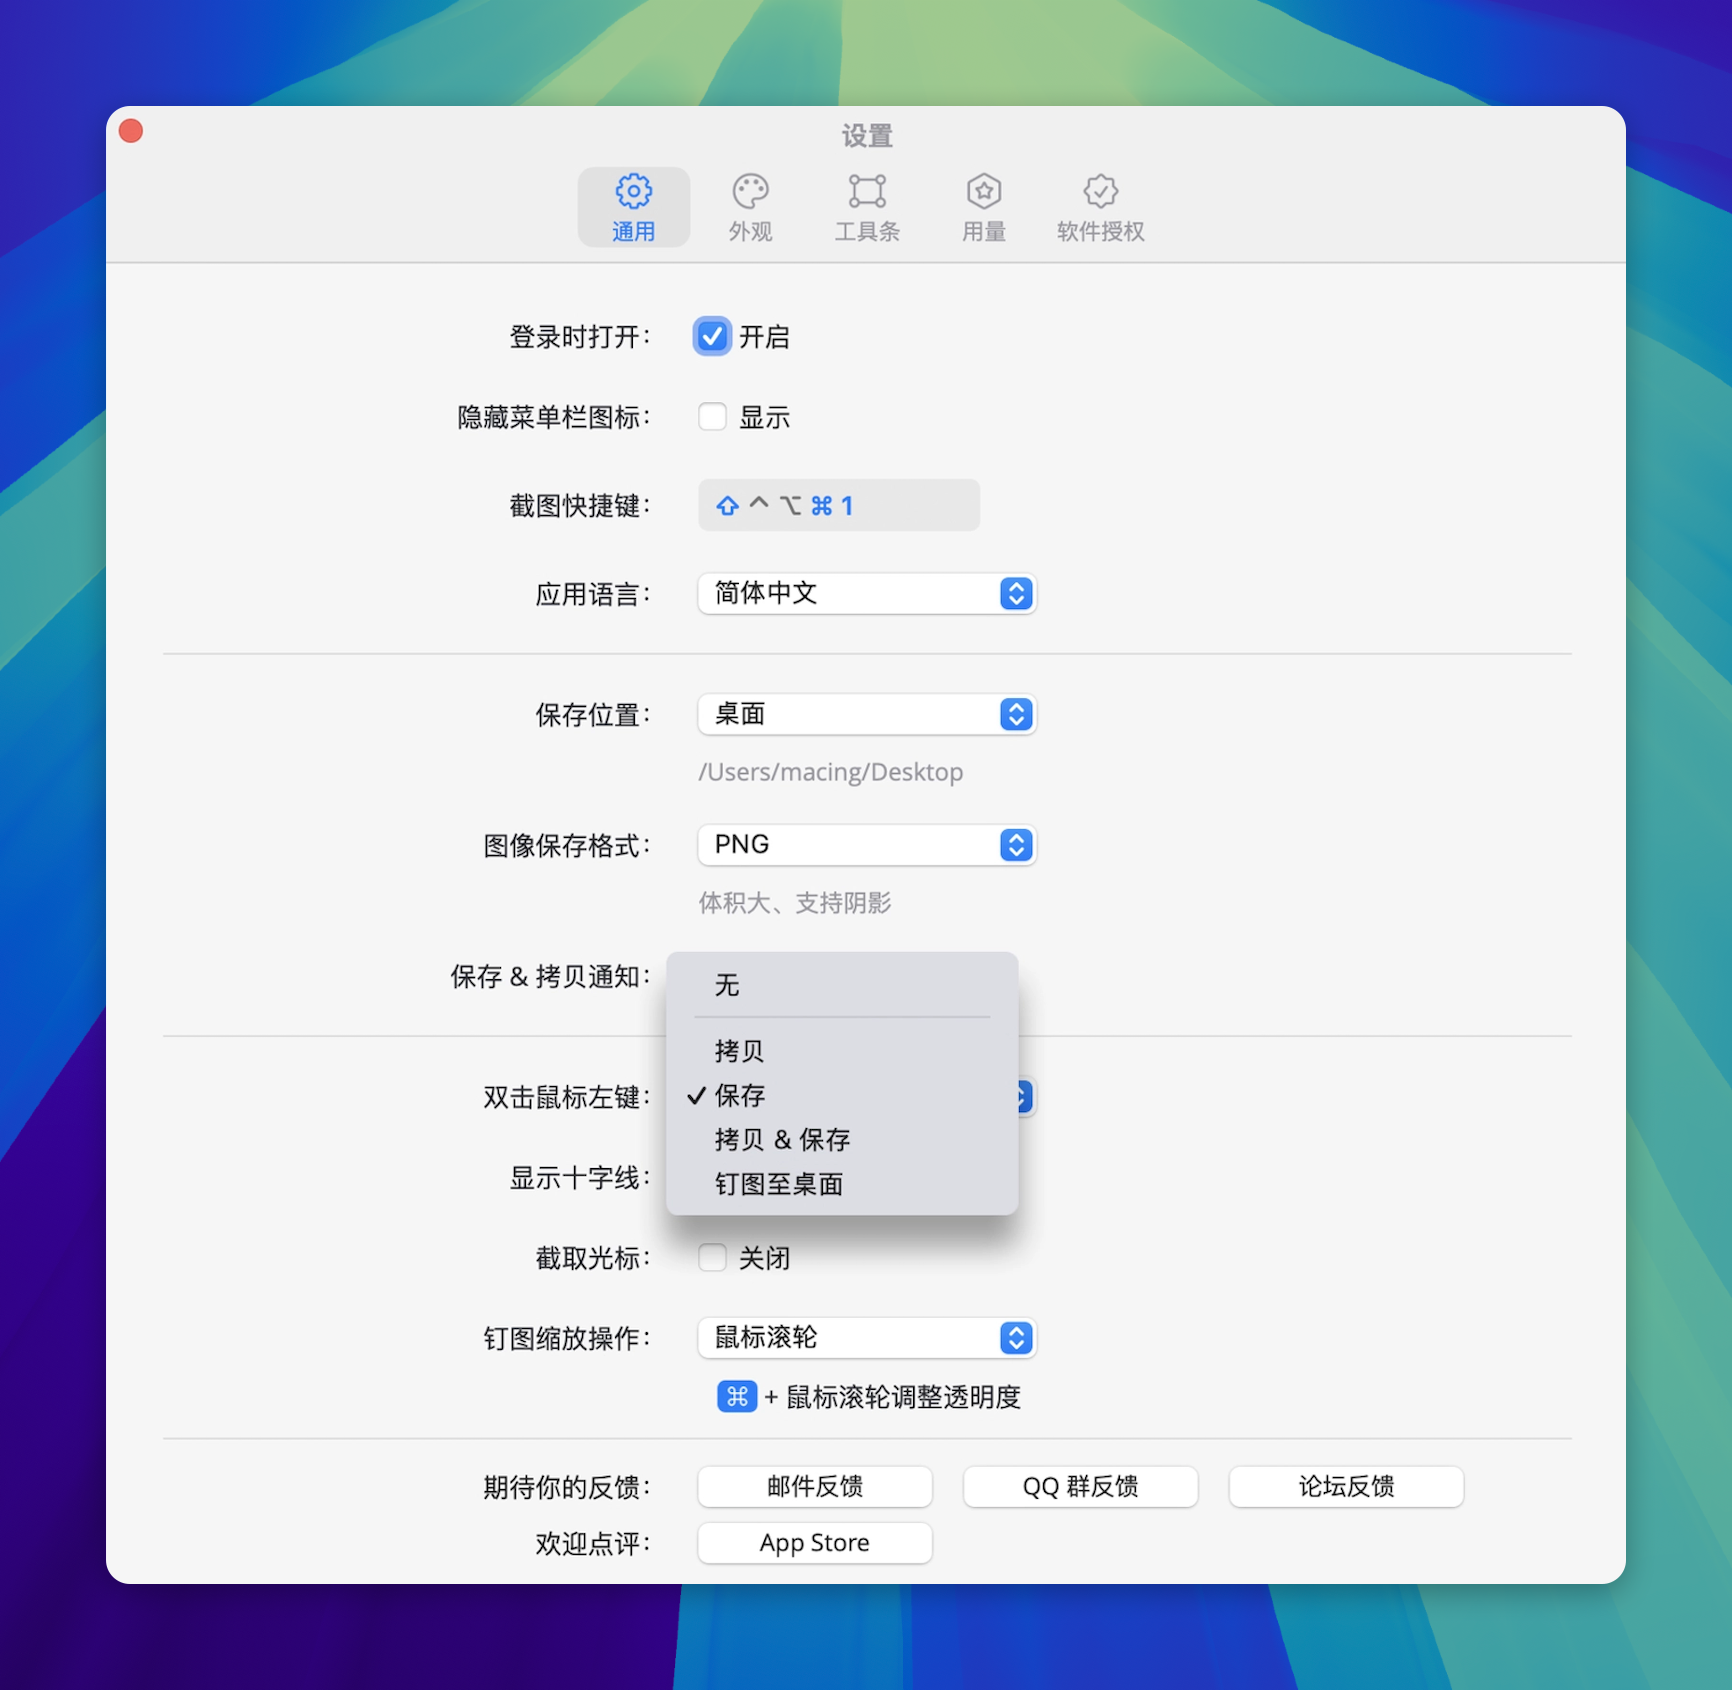 设置
通用 外观 工具条 用量 软件授权
登录时打开： 开启
隐藏菜单栏图标： 显示
截图快捷键： ⇧ ^ ⌥ ⌘ 1
应用语言： 简体中文
保存位置： 桌面
/Users/macing/Desktop
图像保存格式： PNG
体积大、支持阴影
保存 & 拷贝通知：
无
拷贝
双击鼠标左键： ✓ 保存
拷贝 & 保存
显示十字线：
钉图至桌面
截取光标： 关闭
钉图缩放操作： 鼠标滚轮
⌘ + 鼠标滚轮调整透明度
期待你的反馈： 邮件反馈 QQ 群反馈 论坛反馈
欢迎点评： App Store